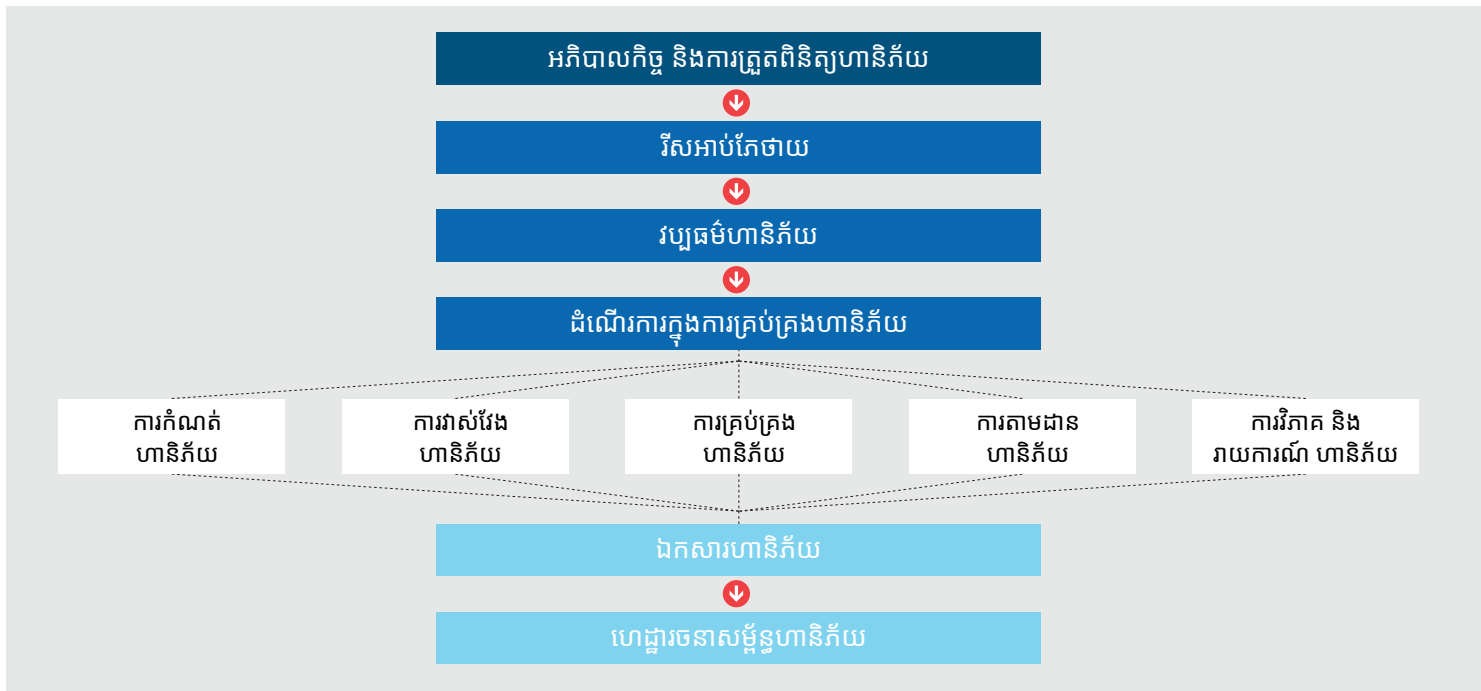 អភិបាលកិច្ច និងការត្រួតពិនិត្យហានិភ័យ
រីសអាប់ភែថាយ
វប្បធម៌ហានិភ័យ
ដំណើរការក្នុងការគ្រប់គ្រងហានិភ័យ
ការកំណត់
ហានិភ័យ
ការវាស់វែង
ហានិភ័យ
ការគ្រប់គ្រង
ហានិភ័យ
ការតាមដាន
ហានិភ័យ
ការវិភាគ និង
រាយការណ៍ ហានិភ័យ
ឯកសារហានិភ័យ
ហេដ្ឋារចនាសម្ព័ន្ធហានិភ័យ